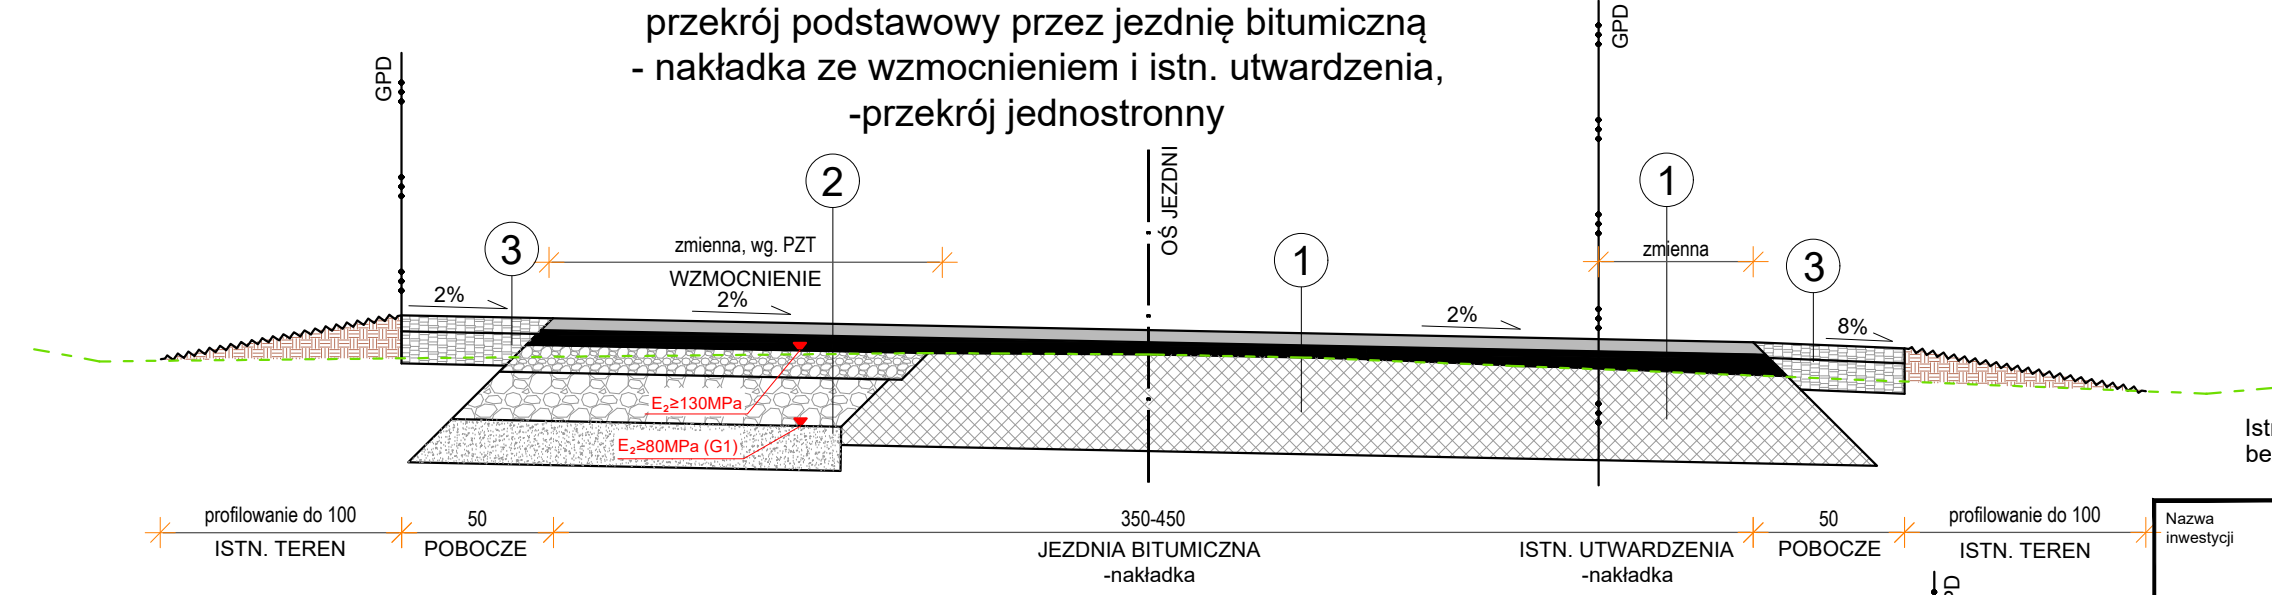 przekrój podstawowy przez jezdnię bitumiczną
- nakładka ze wzmocnieniem i istn. utwardzenia,
-przekrój jednostronny
GPD
GPD
OŚ JEZDNI
2
1
3
zmienna, wg. PZT
WZMOCNIENIE
1
zmienna
3
2%
2%
2%
8%
E₂≥130MPa
E₂≥80MPa (G1)
profilowanie do 100
ISTN. TEREN
50
POBOCZE
350-450
JEZDNIA BITUMICZNA
-nakładka
ISTN. UTWARDZENIA
-nakładka
50
POBOCZE
profilowanie do 100
ISTN. TEREN
Nazwa
inwestycji